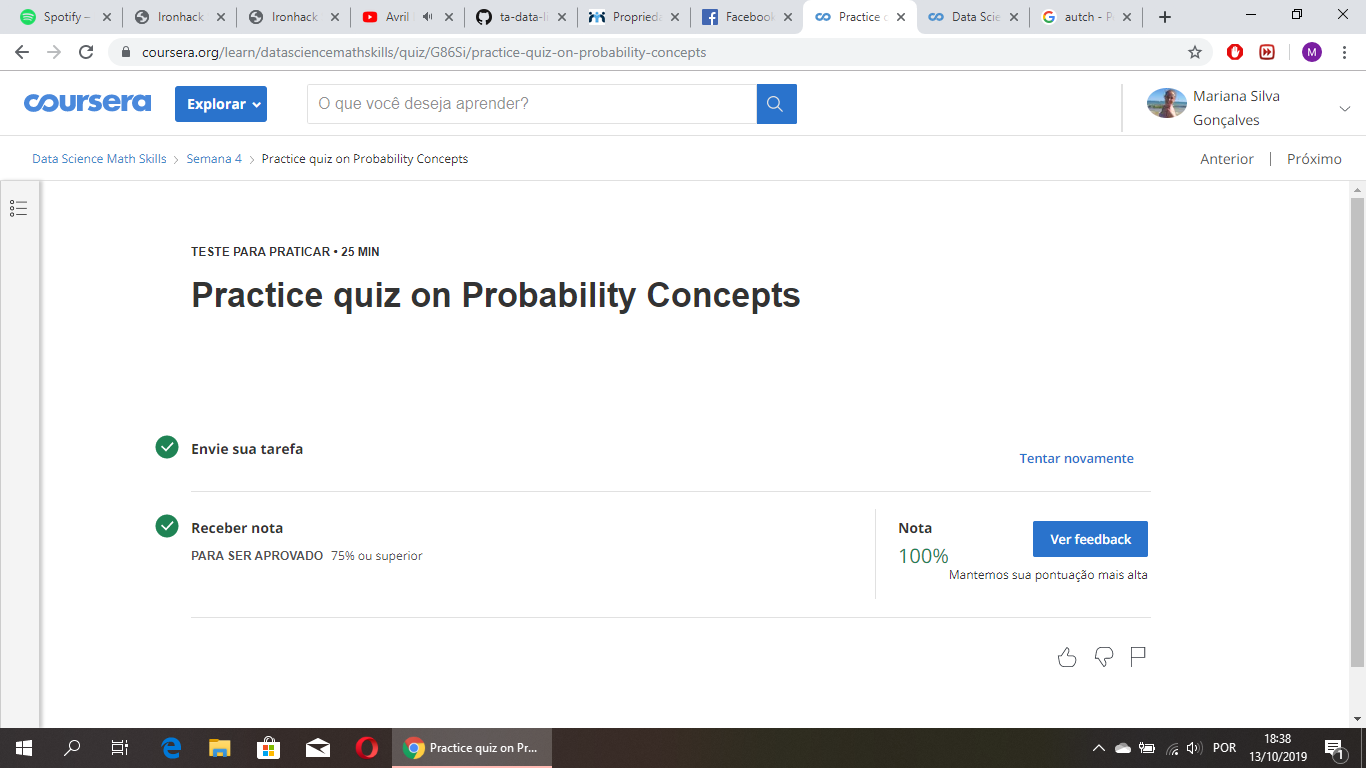 Spotify –
Ironhack
Ironhack
Avril
ta-data-l
Proprieda
Facebook
Practice
Data Scie
autch - P
coursera.org/learn/datasciencemathskills/quiz/G86Si/practice-quiz-on-probability-concepts
M
coursera
Explorar
O que você deseja aprender?
Mariana Silva
Gonçalves
Data Science Math Skills > Semana 4 > Practice quiz on Probability Concepts
Anterior | Próximo
TESTE PARA PRATICAR • 25 MIN
Practice quiz on Probability Concepts
Envie sua tarefa
Tentar novamente
Receber nota
PARA SER APROVADO 75% ou superior
Nota
100%
Ver feedback
Mantemos sua pontuação mais alta
Practice quiz on Pr...
POR
18:38
13/10/2019
1